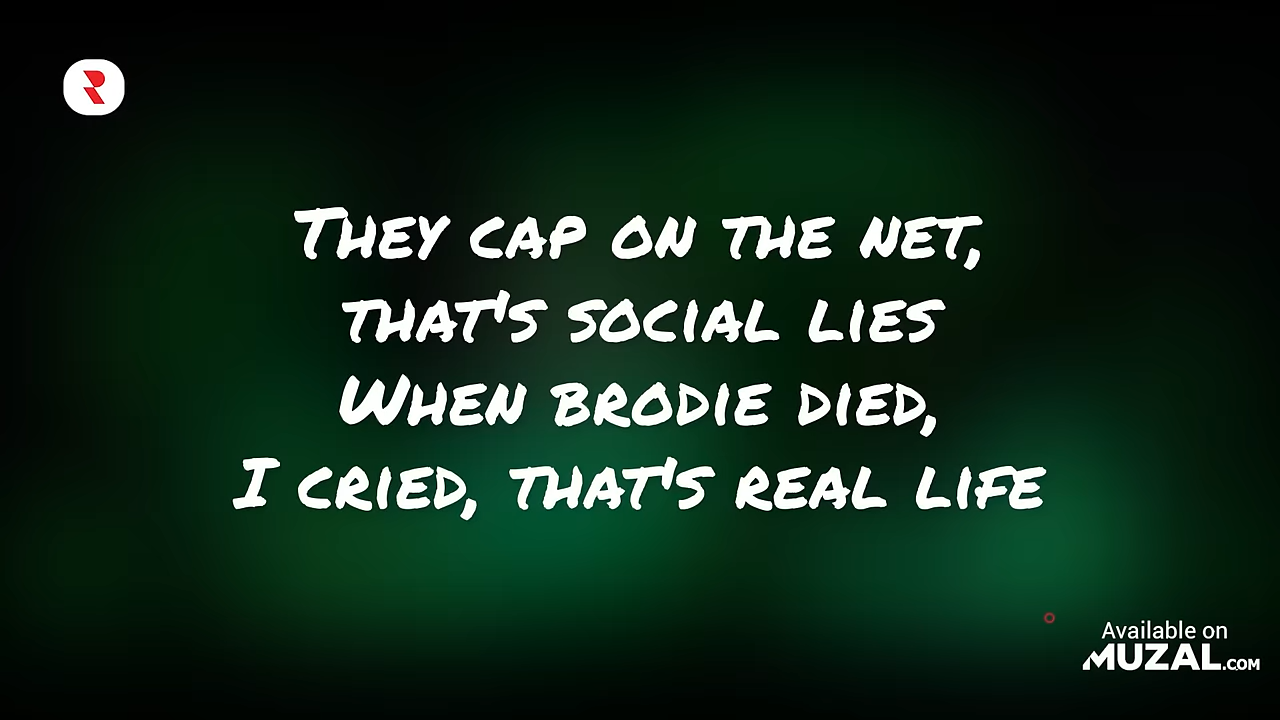 They cap on the net,
that's social lies
When brodie died,
I cried, that's real life
Available on
MUZAL.COM